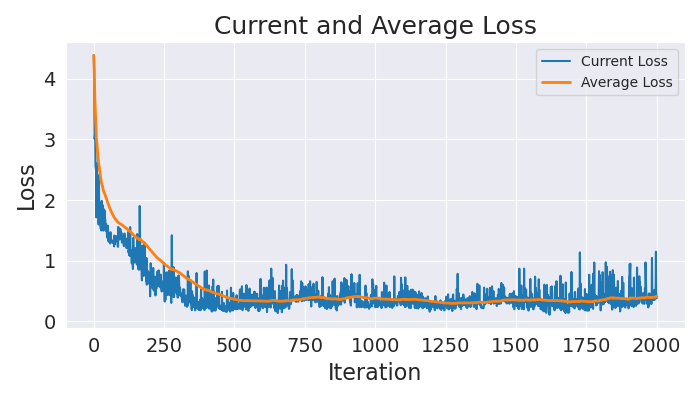 Current and Average Loss
Current Loss
Average Loss
Loss
4
3
2
1
0
0 250 500 750 1000 1250 1500 1750 2000
Iteration